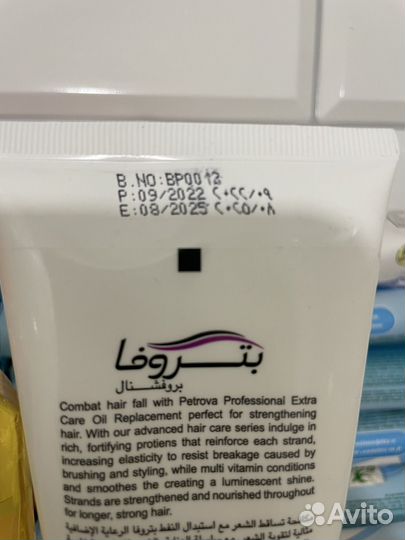 B.NO:BP0012
P:09/2022 ٢٠٢٢/٠٩
E:08/2025 ٢٠٢٥/٠٨
بتروفا
بروفشنال
Combat hair fall with Petrova Professional Extra
Care Oil Replacement perfect for strengthening
hair. With our advanced hair care series indulge in
rich, fortifying protiens that reinforce each strand,
increasing elasticity to resist breakage caused by
brushing and styling, while multi vitamin conditions
and smoothes the creating a luminescent shine.
Strands are strengthened and nourished throughout
for longer, strong hair.
تساقط الشعر مع استبدال النفط بتروفا الرعاية الإضافية
مثالية لتقوية الشعر
Avito